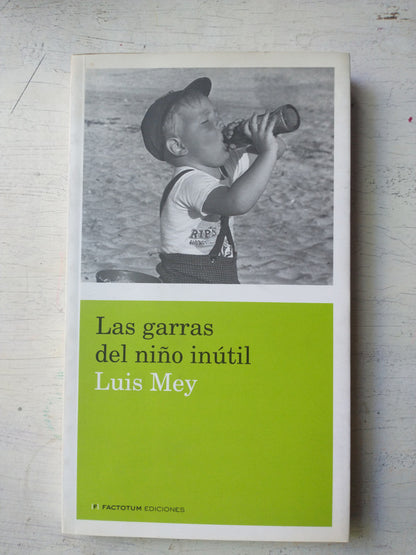 RIP'S
Las garras
del niño inútil
Luis Mey
F FACTOTUM EDICIONES